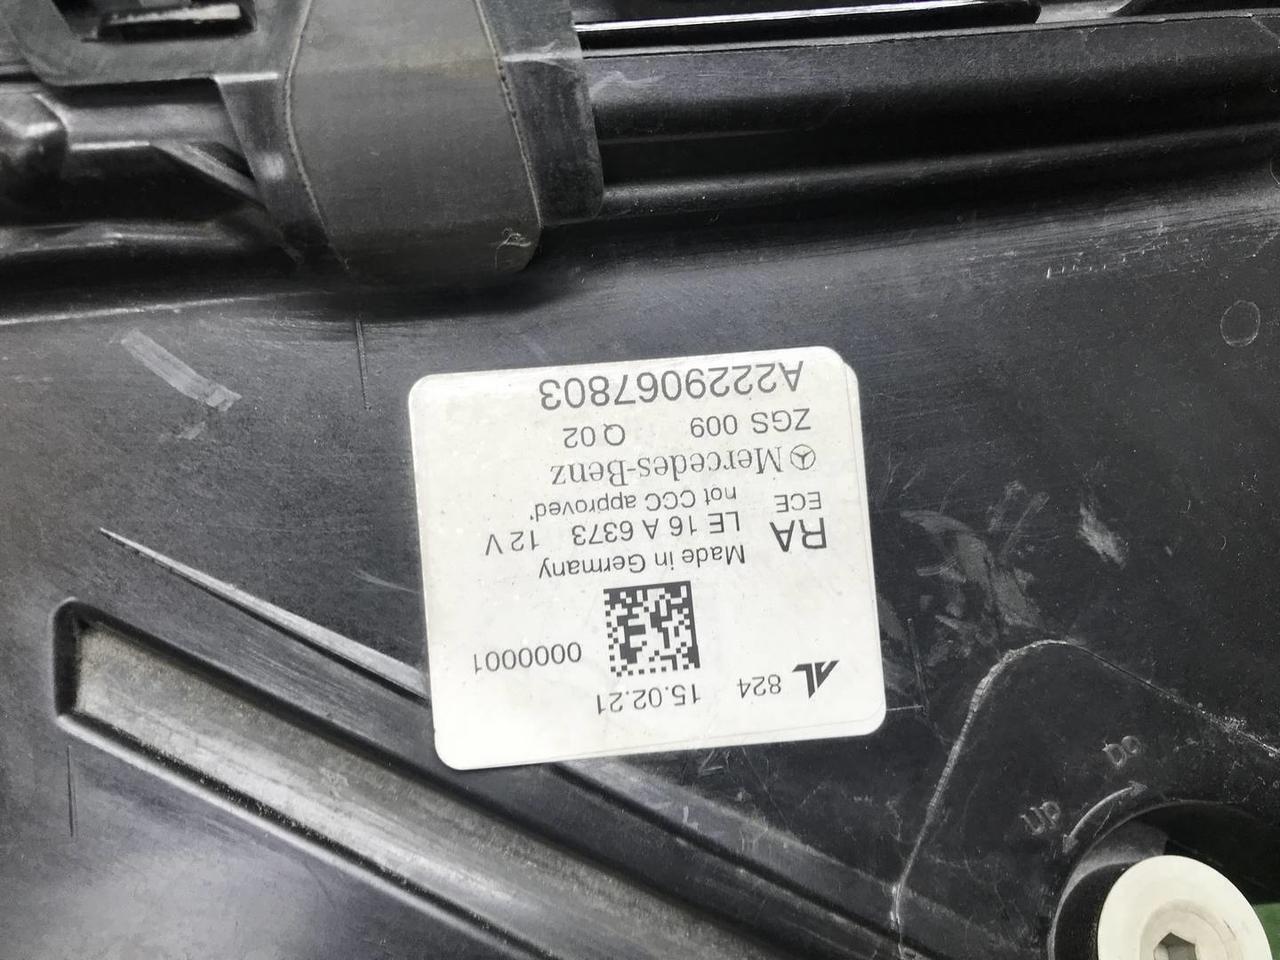 AL 824 15.02.21
0000001
Made in Germany
RA LE 16 A 6373 12 V
ECE not CCC approved'
Mercedes-Benz
ZGS 009 Q 02
A2229067803
UP DO